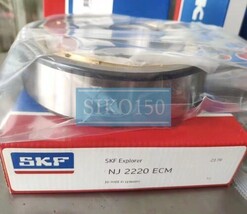 STRO150
SKF
SKF Explorer
NJ 2220 ECM